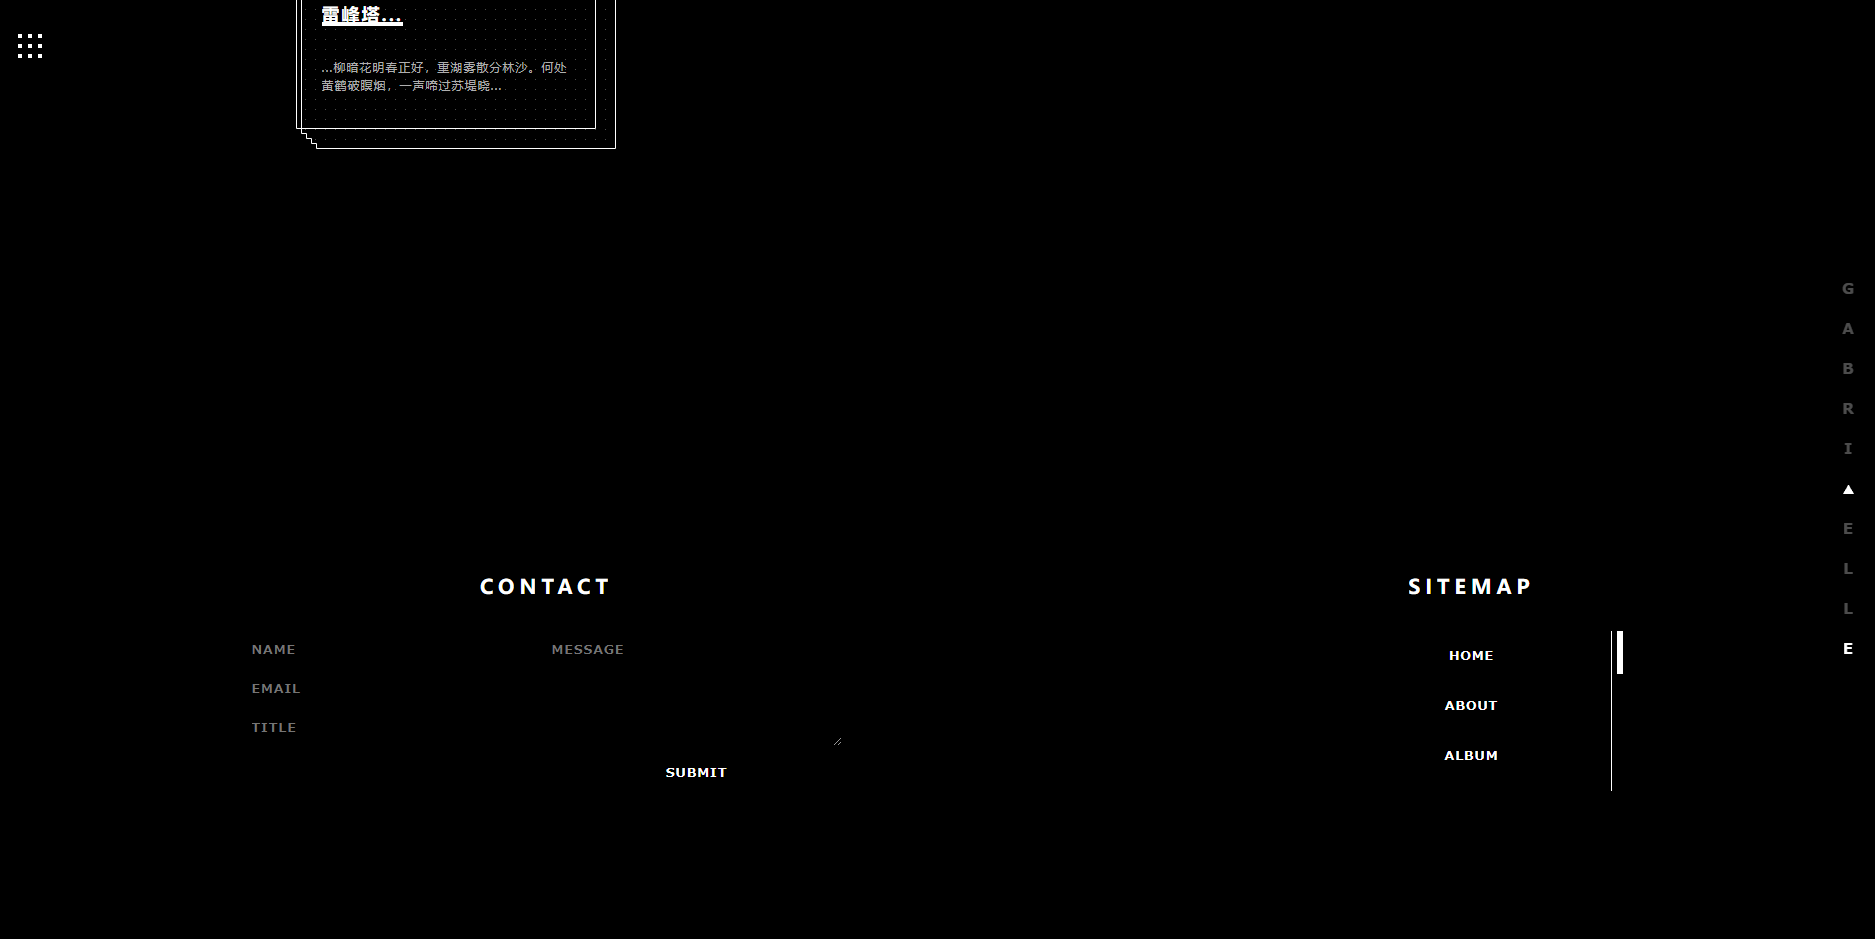 雷峰塔...
...柳暗花明春正好，重湖雾散分林沙。何处
黄鹤破暝烟，一声啼过苏堤晓...
CONTACT
NAME
EMAIL
TITLE
MESSAGE
SUBMIT
SITEMAP
HOME
ABOUT
ALBUM
G
A
B
R
I
▲
E
L
L
E